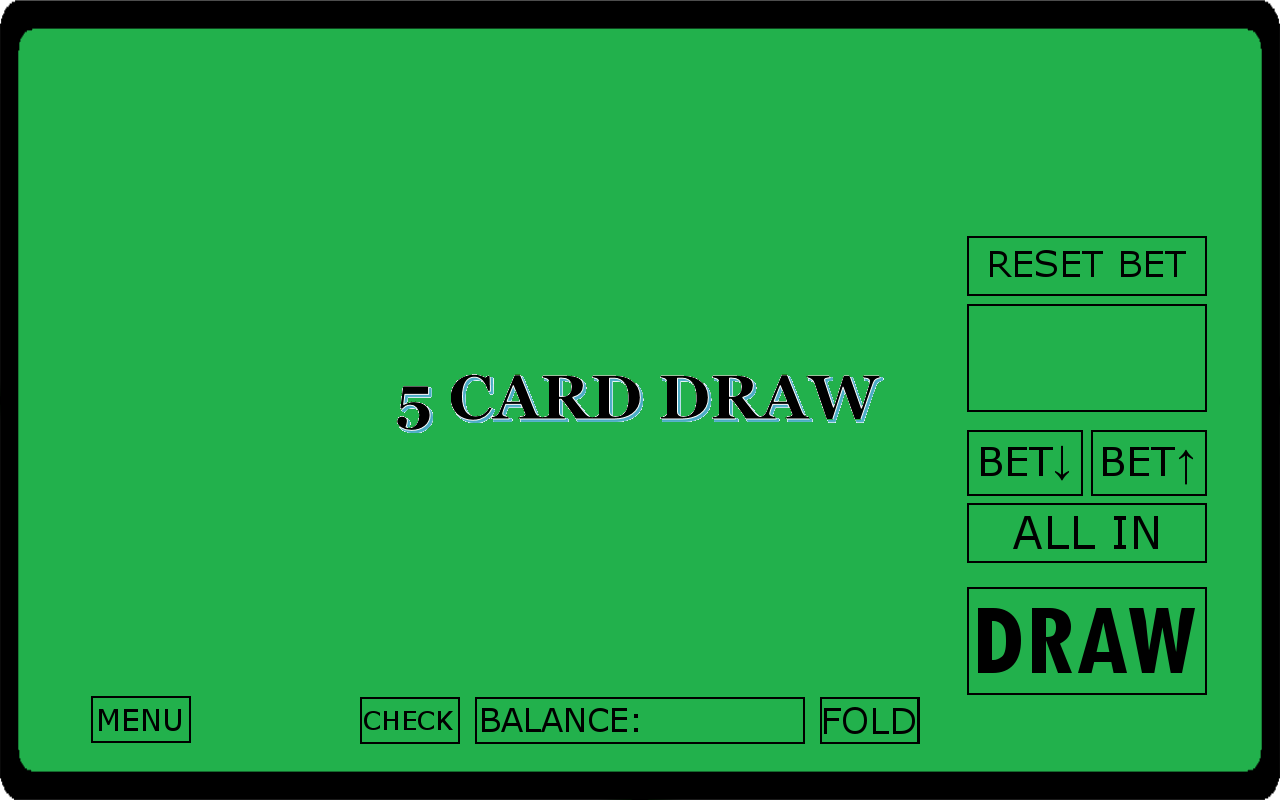 RESET BET
5 CARD DRAW
BET↓ BET↑
ALL IN
DRAW
MENU CHECK BALANCE: FOLD